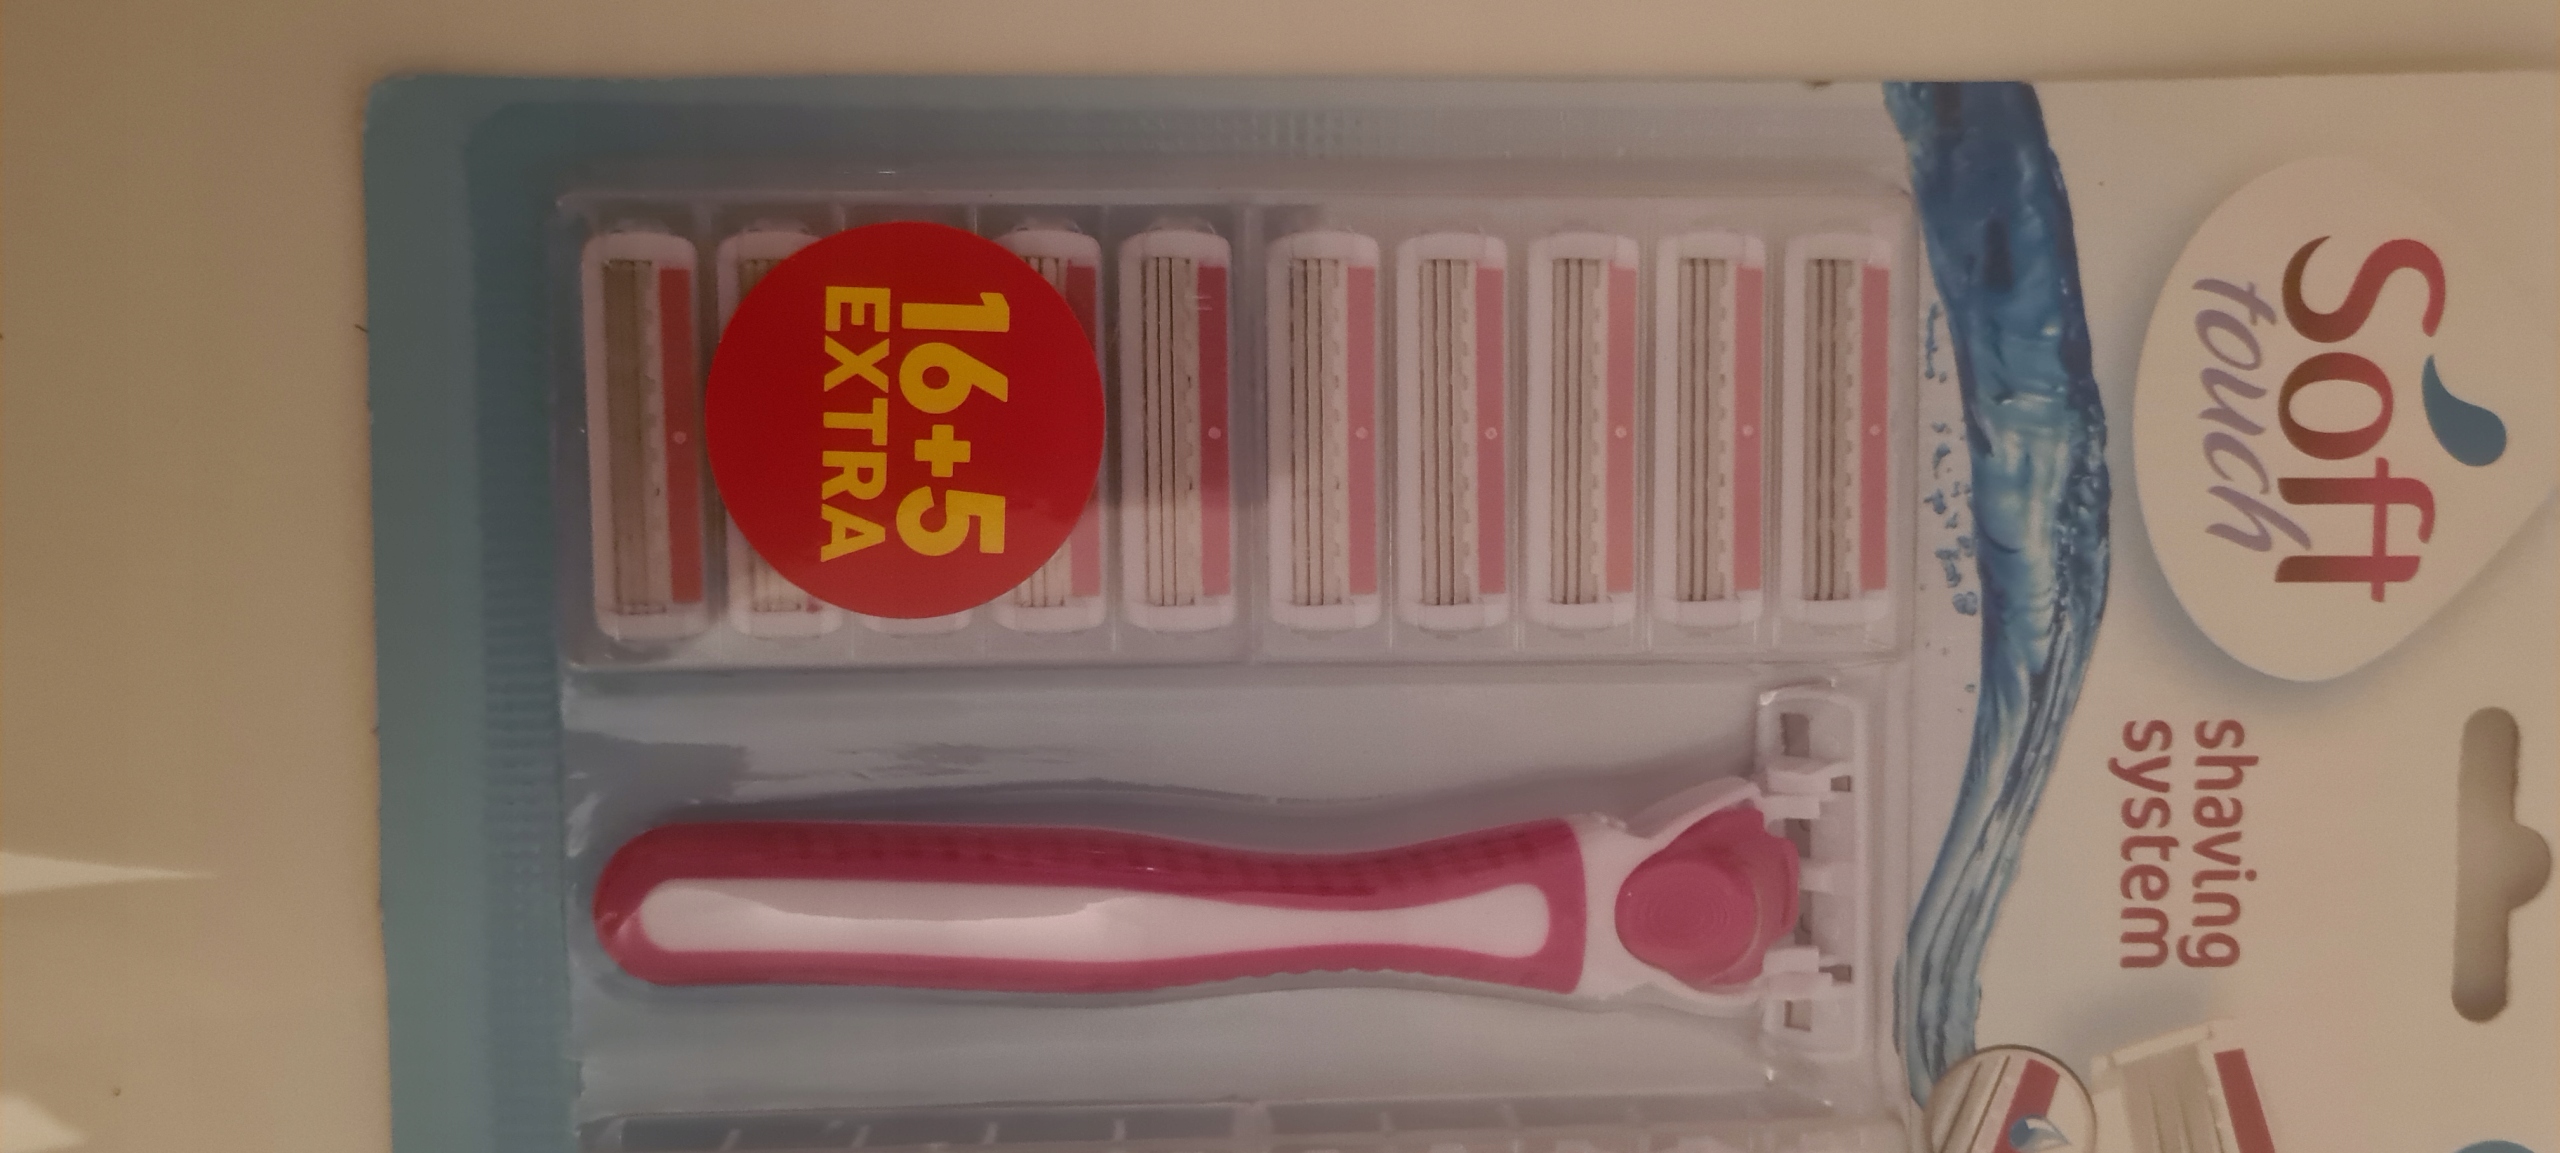 Soft
touch
shaving
system
16+5
EXTRA